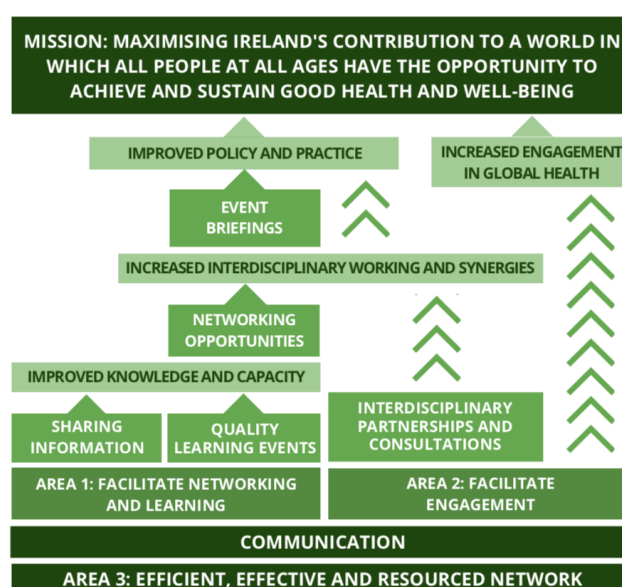 MISSION: MAXIMISING IRELAND'S CONTRIBUTION TO A WORLD IN
WHICH ALL PEOPLE AT ALL AGES HAVE THE OPPORTUNITY TO
ACHIEVE AND SUSTAIN GOOD HEALTH AND WELL-BEING
IMPROVED POLICY AND PRACTICE
INCREASED ENGAGEMENT
IN GLOBAL HEALTH
EVENT
BRIEFINGS
INCREASED INTERDISCIPLINARY WORKING AND SYNERGIES
NETWORKING
OPPORTUNITIES
IMPROVED KNOWLEDGE AND CAPACITY
SHARING
INFORMATION
QUALITY
LEARNING EVENTS
INTERDISCIPLINARY
PARTNERSHIPS AND
CONSULTATIONS
AREA 1: FACILITATE NETWORKING
AND LEARNING
AREA 2: FACILITATE
ENGAGEMENT
COMMUNICATION
AREA 3: EFFICIENT, EFFECTIVE AND RESOURCED NETWORK